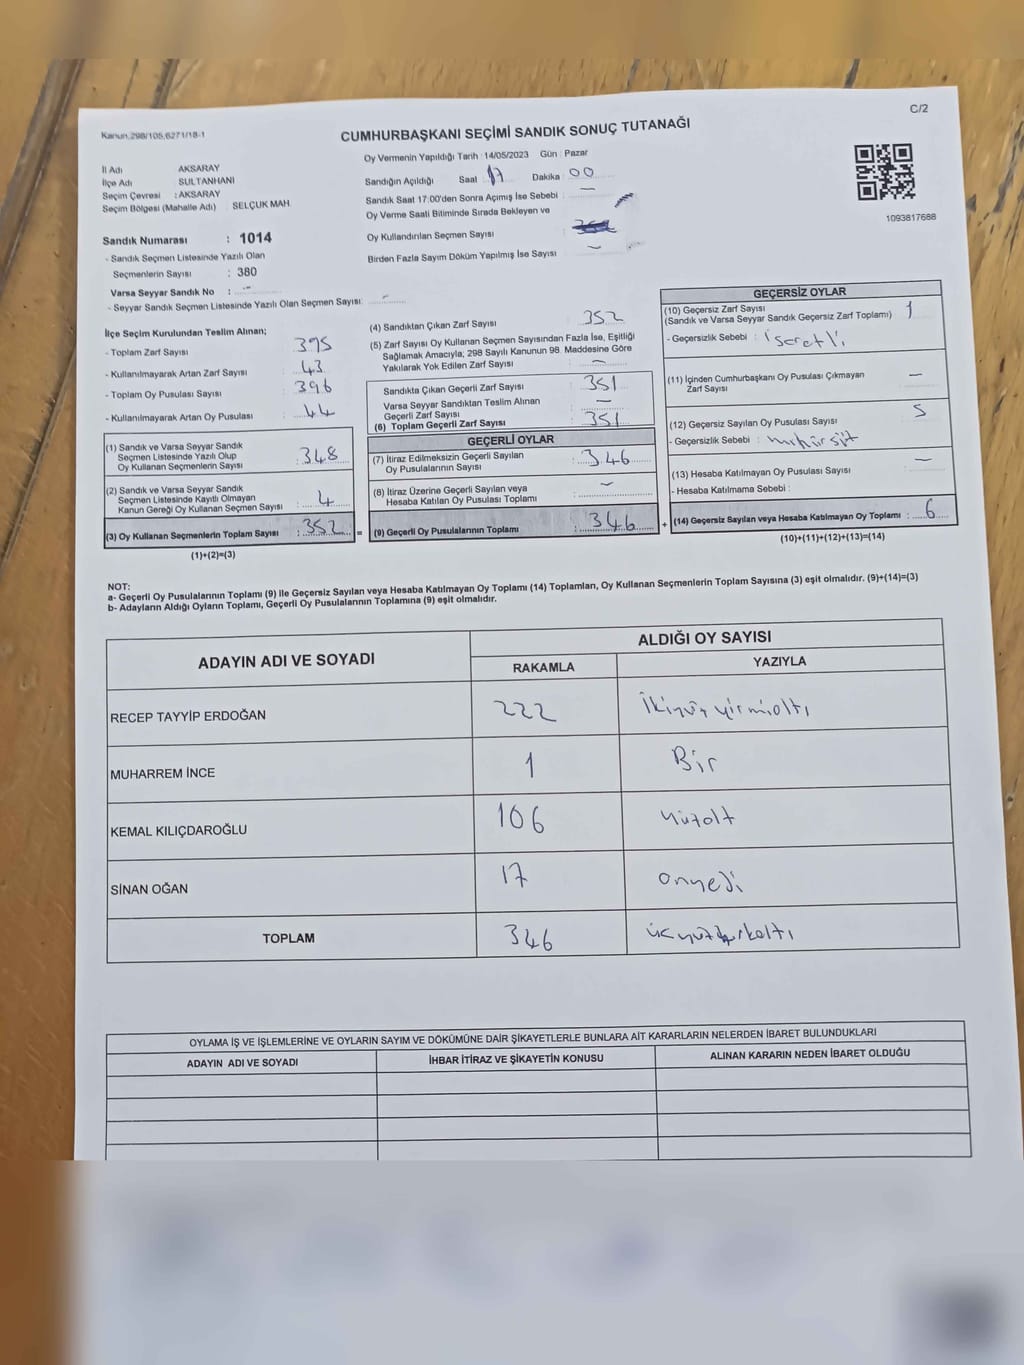 Kanun.298/105,6271/18-1
C/2
CUMHURBAŞKANI SEÇİMİ SANDIK SONUÇ TUTANAĞI
İl Adı AKSARAY
İlçe Adı SULTANHANI
Seçim Çevresi : AKSARAY
Seçim Bölgesi (Mahalle Adı) SELÇUK MAH.
Oy Vermenin Yapıldığı Tarih : 14/05/2023 Gün : Pazar
Sandığın Açıldığı Saat : 17 Dakika : 00
Sandık Saat 17:00'den Sonra Açımış İse Sebebi : —
Oy Verme Saati Bitiminde Sırada Bekleyen ve
Oy Kullandırılan Seçmen Sayısı :
Birden Fazla Sayım Döküm Yapılmış İse Sayısı : —
1093817688
Sandık Numarası : 1014
- Sandık Seçmen Listesinde Yazılı Olan
Seçmenlerin Sayısı : 380
Varsa Seyyar Sandık No : —
- Seyyar Sandık Seçmen Listesinde Yazılı Olan Seçmen Sayısı: —
İlçe Seçim Kurulundan Teslim Alınan;
- Toplam Zarf Sayısı : 395
- Kullanılmayarak Artan Zarf Sayısı : 43
- Toplam Oy Pusulası Sayısı : 396
- Kullanılmayarak Artan Oy Pusulası : 44
(1) Sandık ve Varsa Seyyar Sandık
Seçmen Listesinde Yazılı Olup
Oy Kullanan Seçmenlerin Sayısı : 348
(2) Sandık ve Varsa Seyyar Sandık
Seçmen Listesinde Kayıtlı Olmayan
Kanun Gereği Oy Kullanan Seçmen Sayısı : 4
(3) Oy Kullanan Seçmenlerin Toplam Sayısı : 352 =
(1)+(2)=(3)
(4) Sandıktan Çıkan Zarf Sayısı : 352
(5) Zarf Sayısı Oy Kullanan Seçmen Sayısından Fazla İse, Eşitliği
Sağlamak Amacıyla, 298 Sayılı Kanunun 98. Maddesine Göre
Yakılarak Yok Edilen Zarf Sayısı : —
Sandıkta Çıkan Geçerli Zarf Sayısı : 351
Varsa Seyyar Sandıktan Teslim Alınan
Geçerli Zarf Sayısı : —
(6) Toplam Geçerli Zarf Sayısı : 351
GEÇERLİ OYLAR
(7) İtiraz Edilmeksizin Geçerli Sayılan
Oy Pusulalarının Sayısı : 346
(8) İtiraz Üzerine Geçerli Sayılan veya
Hesaba Katılan Oy Pusulası Toplamı : —
(9) Geçerli Oy Pusulalarının Toplamı : 346 +
GEÇERSİZ OYLAR
(10) Geçersiz Zarf Sayısı : 1
(Sandık ve Varsa Seyyar Sandık Geçersiz Zarf Toplamı)
- Geçersizlik Sebebi : işaretli
(11) İçinden Cumhurbaşkanı Oy Pusulası Çıkmayan
Zarf Sayısı : —
(12) Geçersiz Sayılan Oy Pusulası Sayısı : 5
- Geçersizlik Sebebi : mühürsüt
(13) Hesaba Katılmayan Oy Pusulası Sayısı : —
- Hesaba Katılmama Sebebi :
(14) Geçersiz Sayılan veya Hesaba Katılmayan Oy Toplamı : 6
(10)+(11)+(12)+(13)=(14)
NOT:
a- Geçerli Oy Pusulalarının Toplamı (9) ile Geçersiz Sayılan veya Hesaba Katılmayan Oy Toplamı (14) Toplamları, Oy Kullanan Seçmenlerin Toplam Sayısına (3) eşit olmalıdır. (9)+(14)=(3)
b- Adayların Aldığı Oyların Toplamı, Geçerli Oy Pusulalarının Toplamına (9) eşit olmalıdır.
ADAYIN ADI VE SOYADI ALDIĞI OY SAYISI
RAKAMLA YAZIYLA
RECEP TAYYİP ERDOĞAN 222 İkiyüz yirmialtı
MUHARREM İNCE 1 Bir
KEMAL KILIÇDAROĞLU 106 Yüzaltı
SİNAN OĞAN 17 onyedi
TOPLAM 346 üçyüzkırkaltı
OYLAMA İŞ VE İŞLEMLERİNE VE OYLARIN SAYIM VE DÖKÜMÜNE DAİR ŞİKAYETLERLE BUNLARA AİT KARARLARIN NELERDEN İBARET BULUNDUKLARI
ADAYIN ADI VE SOYADI İHBAR İTİRAZ VE ŞİKAYETİN KONUSU ALINAN KARARIN NEDEN İBARET OLDUĞU